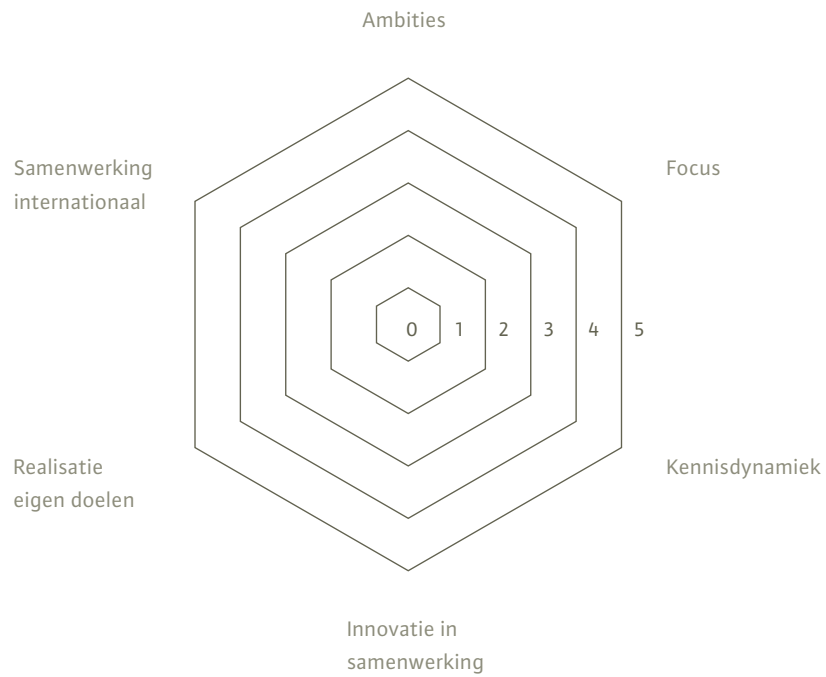 Ambities
Samenwerking
internationaal
Focus
0 1 2 3 4 5
Realisatie
eigen doelen
Kennisdynamiek
Innovatie in
samenwerking